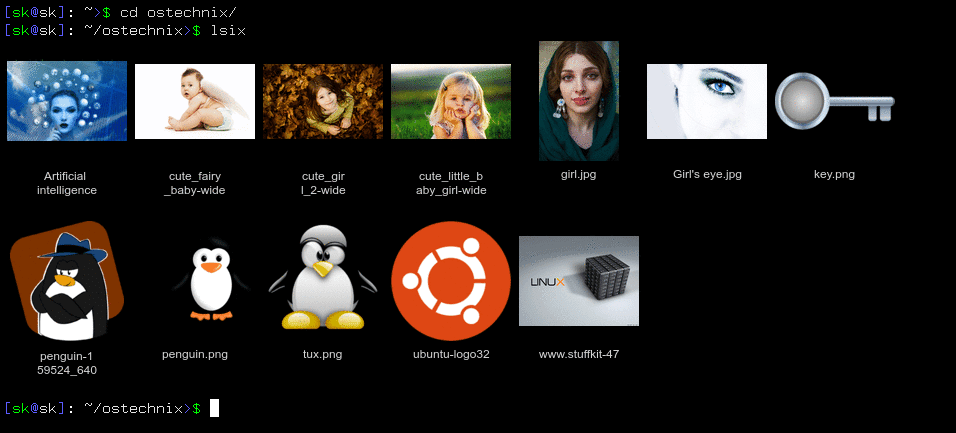 [sk@sk]: ~>$ cd ostechnix/
[sk@sk]: ~/ostechnix>$ lsix
Artificial
intelligence
cute_fairy
_baby-wide
cute_gir
l_2-wide
cute_little_b
aby_girl-wide
girl.jpg
Girl's eye.jpg
key.png
LINUX
penguin-1
59524_640
penguin.png
tux.png
ubuntu-logo32
www.stuffkit-47
[sk@sk]: ~/ostechnix>$